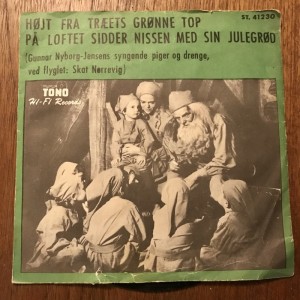 ST. 41230
HØJT FRA TRÆETS GRØNNE TOP
PÅ LOFTET SIDDER NISSEN MED SIN JULEGRØD
(Gunnar Nyborg-Jensens syngende piger og drenge,
ved flyglet: Skat Nørrevig)
TONO
HI-FI Records